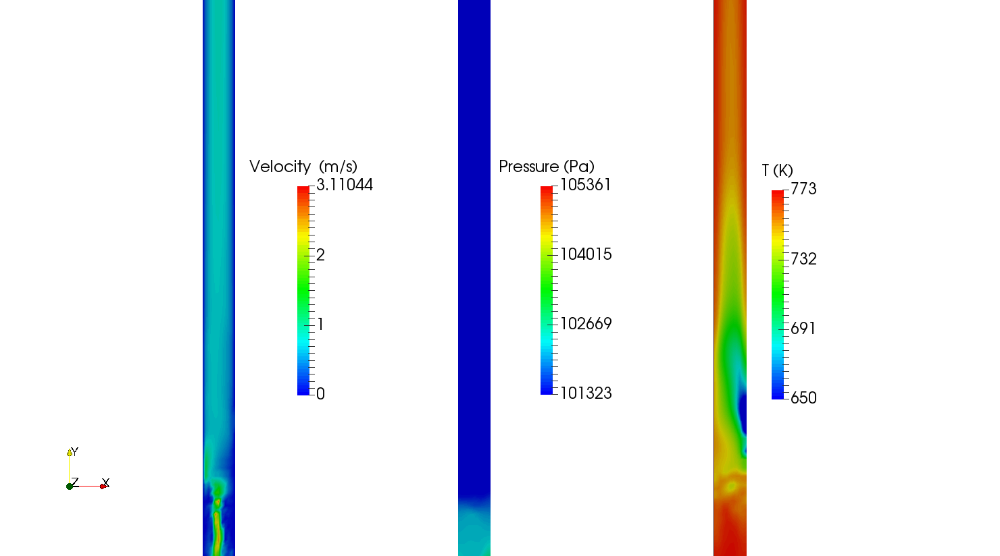 Velocity (m/s)
3.11044
2
1
0
Pressure (Pa)
105361
104015
102669
101323
T (K)
773
732
691
650
Y
Z
X